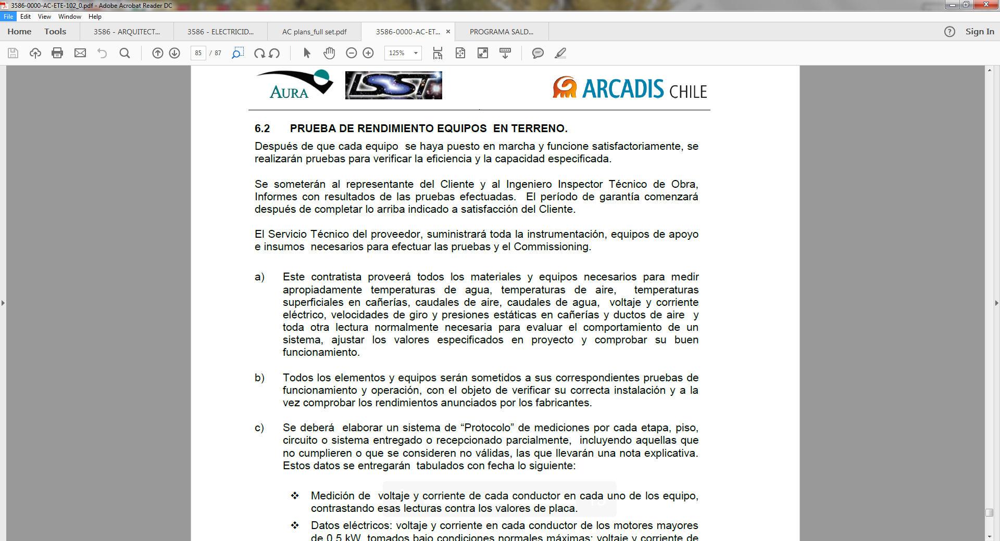 3586-0000-AC-ETE-102_0.pdf - Adobe Acrobat Reader DC
File Edit View Window Help
Home Tools 3586 - ARQUITECT... 3586 - ELECTRICID... AC plans_full set.pdf 3586-0000-AC-ET... × PROGRAMA SALD... Sign In
85 / 87 125%
AURA LSST ARCADIS CHILE
6.2 PRUEBA DE RENDIMIENTO EQUIPOS EN TERRENO.
Después de que cada equipo se haya puesto en marcha y funcione satisfactoriamente, se
realizarán pruebas para verificar la eficiencia y la capacidad especificada.
Se someterán al representante del Cliente y al Ingeniero Inspector Técnico de Obra,
Informes con resultados de las pruebas efectuadas. El período de garantía comenzará
después de completar lo arriba indicado a satisfacción del Cliente.
El Servicio Técnico del proveedor, suministrará toda la instrumentación, equipos de apoyo
e insumos necesarios para efectuar las pruebas y el Commissioning.
a) Este contratista proveerá todos los materiales y equipos necesarios para medir
apropiadamente temperaturas de agua, temperaturas de aire, temperaturas
superficiales en cañerías, caudales de aire, caudales de agua, voltaje y corriente
eléctrico, velocidades de giro y presiones estáticas en cañerías y ductos de aire y
toda otra lectura normalmente necesaria para evaluar el comportamiento de un
sistema, ajustar los valores especificados en proyecto y comprobar su buen
funcionamiento.
b) Todos los elementos y equipos serán sometidos a sus correspondientes pruebas de
funcionamiento y operación, con el objeto de verificar su correcta instalación y a la
vez comprobar los rendimientos anunciados por los fabricantes.
c) Se deberá elaborar un sistema de “Protocolo” de mediciones por cada etapa, piso,
circuito o sistema entregado o recepcionado parcialmente, incluyendo aquellas que
no cumplieren o que se consideren no válidas, las que llevarán una nota explicativa.
Estos datos se entregarán tabulados con fecha lo siguiente:
❖ Medición de voltaje y corriente de cada conductor en cada uno de los equipo,
contrastando esas lecturas contra los valores de placa.
❖ Datos eléctricos: voltaje y corriente en cada conductor de los motores mayores
de 0,5 kW, tomados bajo condiciones normales máximas; voltaje y corriente de